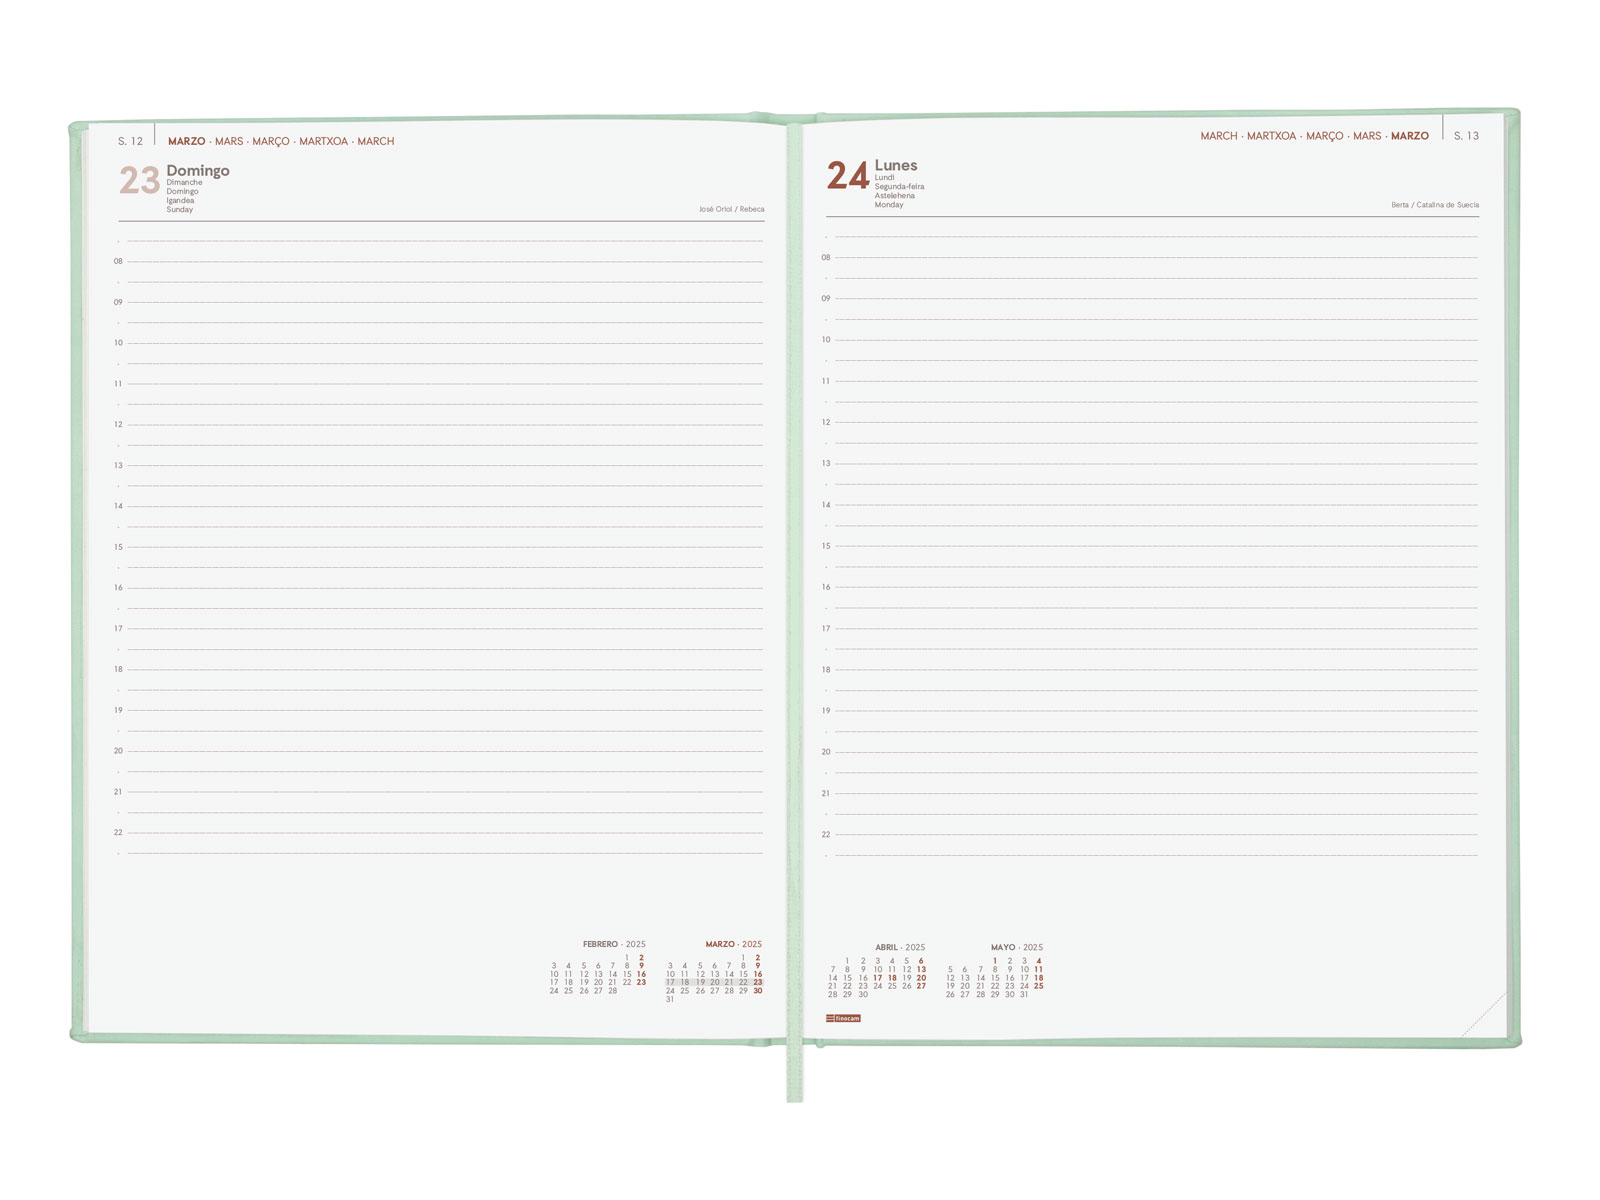 S. 12 MARZO · MARS · MARÇO · MARTXOA · MARCH
23 Domingo
Dimanche
Domingo
Igandea
Sunday
José Oriol / Rebeca
08
09
10
11
12
13
14
15
16
17
18
19
20
21
22
FEBRERO · 2025
1 2
3 4 5 6 7 8 9
10 11 12 13 14 15 16
17 18 19 20 21 22 23
24 25 26 27 28
MARZO · 2025
1 2
3 4 5 6 7 8 9
10 11 12 13 14 15 16
17 18 19 20 21 22 23
24 25 26 27 28 29 30
31
MARCH · MARTXOA · MARÇO · MARS · MARZO S. 13
24 Lunes
Lundi
Segunda-feira
Astelehena
Monday
Berta / Catalina de Suecia
08
09
10
11
12
13
14
15
16
17
18
19
20
21
22
ABRIL · 2025
1 2 3 4 5 6
7 8 9 10 11 12 13
14 15 16 17 18 19 20
21 22 23 24 25 26 27
28 29 30
MAYO · 2025
1 2 3 4
5 6 7 8 9 10 11
12 13 14 15 16 17 18
19 20 21 22 23 24 25
26 27 28 29 30 31
finocam